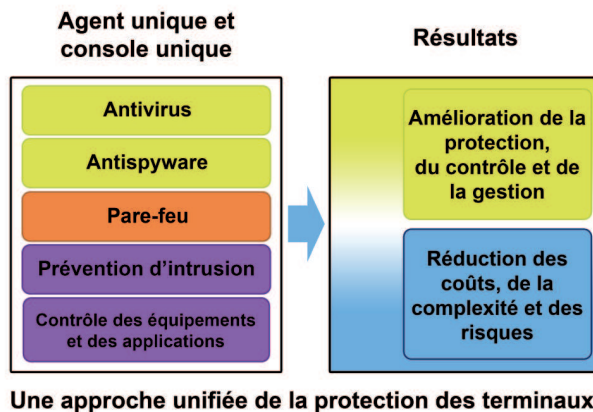 Agent unique et
console unique
Antivirus
Antispyware
Pare-feu
Prévention d'intrusion
Contrôle des équipements
et des applications
Résultats
Amélioration de la
protection,
du contrôle et de
la gestion
Réduction des
coûts, de la
complexité et des
risques
Une approche unifiée de la protection des terminaux